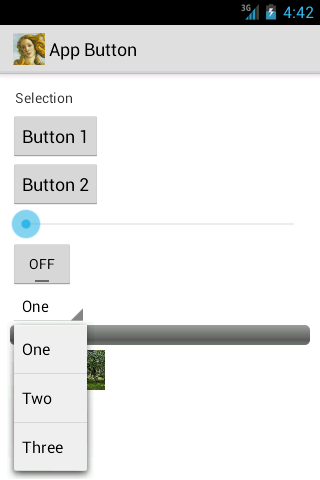 3G
4:42
App Button
Selection
Button 1
Button 2
OFF
One
One
Two
Three